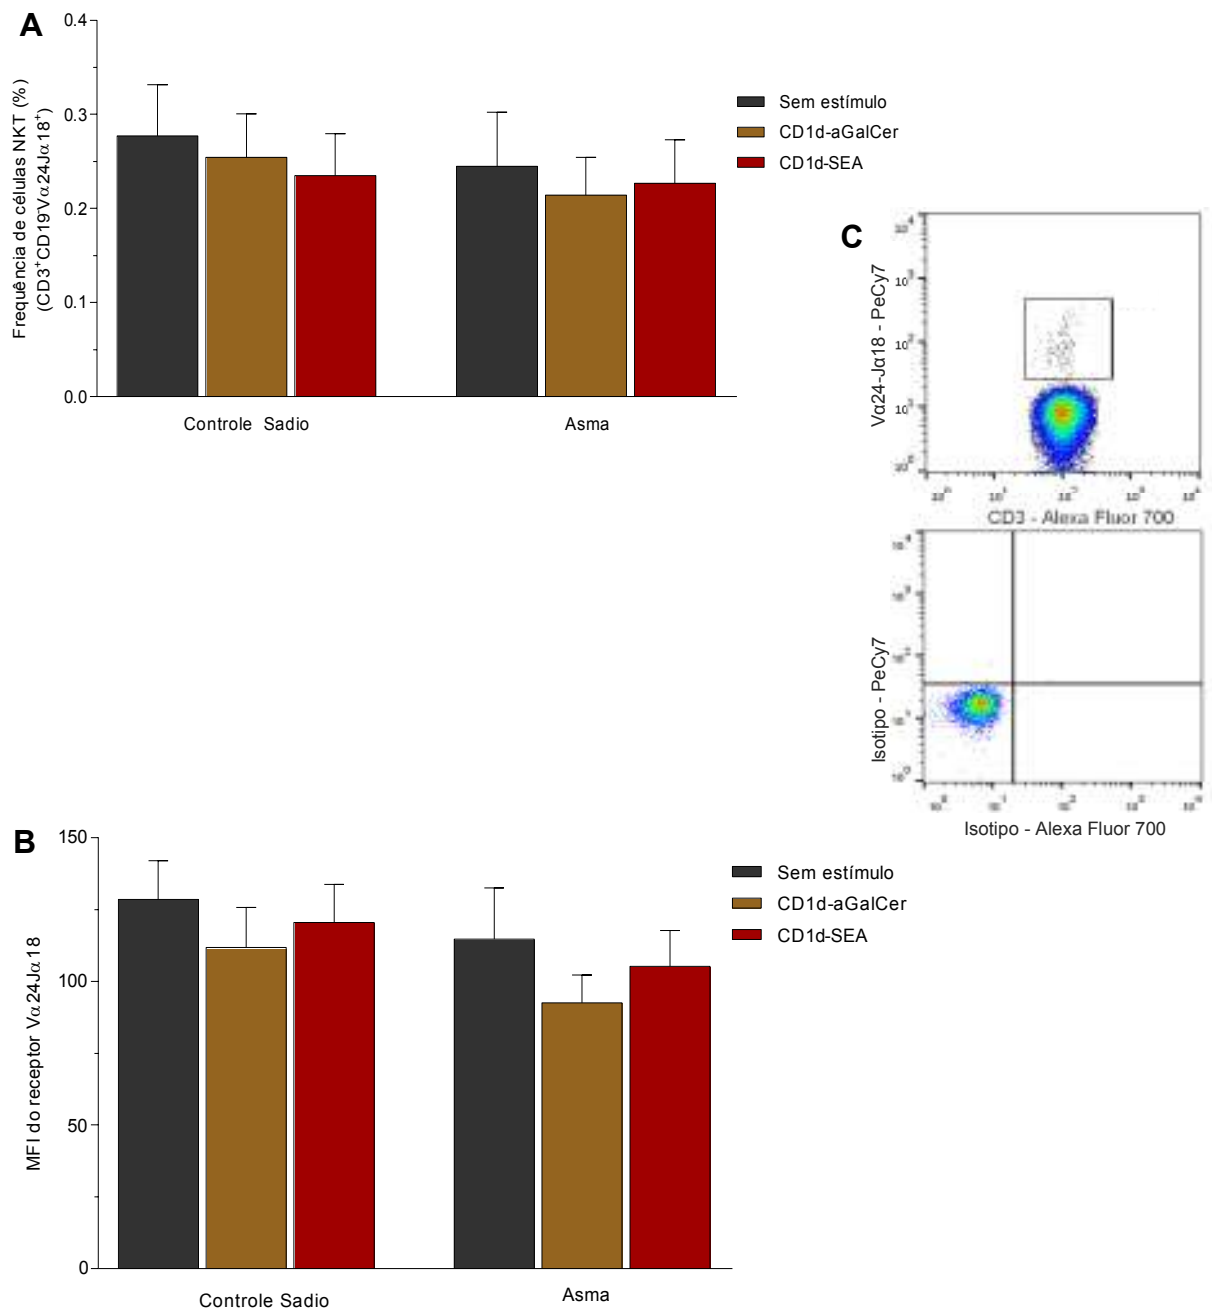 A
0.4
0.3
0.2
0.1
0.0
Frequência de células NKT (%)
(CD3⁺CD19⁻Vα24Jα18⁺)
Controle Sadio
Asma
Sem estímulo
CD1d-aGalCer
CD1d-SEA
C
Vα24-Jα18 - PeCy7
CD3 - Alexa Fluor 700
Isotipo - PeCy7
Isotipo - Alexa Fluor 700
B
150
100
50
0
MFI do receptor Vα24Jα18
Controle Sadio
Asma
Sem estímulo
CD1d-aGalCer
CD1d-SEA